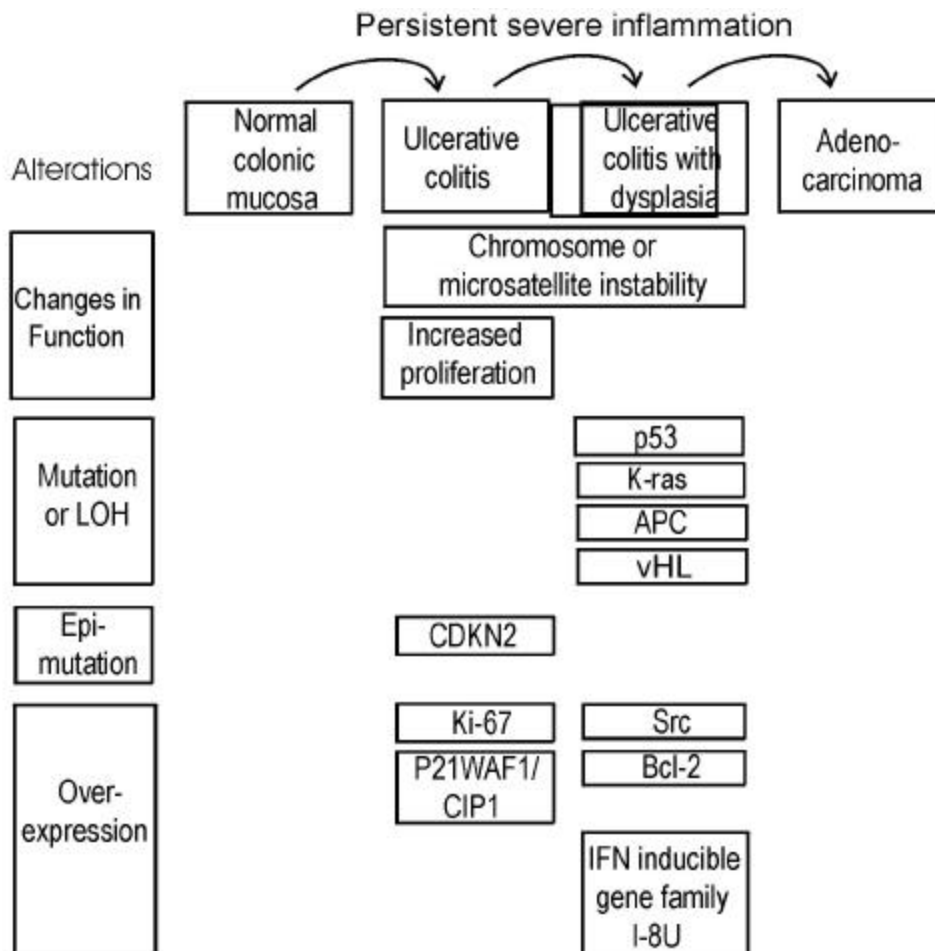 Persistent severe inflammation
Alterations
Normal
colonic
mucosa
Ulcerative
colitis
Ulcerative
colitis with
dysplasia
Adeno-
carcinoma
Changes in
Function
Chromosome or
microsatellite instability
Increased
proliferation
Mutation
or LOH
p53
K-ras
APC
vHL
Epi-
mutation
CDKN2
Over-
expression
Ki-67
P21WAF1/
CIP1
Src
Bcl-2
IFN inducible
gene family
I-8U